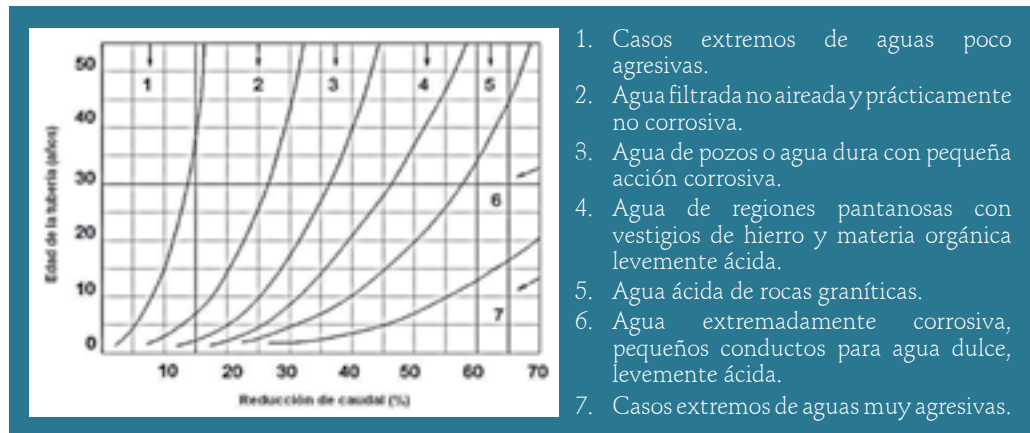 50
40
30
20
10
0
1
2
3
4
5
6
7
10 20 30 40 50 60 70
Edad de la tubería (años)
Reducción de caudal (%)
1. Casos extremos de aguas poco
agresivas.
2. Agua filtrada no aireada y prácticamente
no corrosiva.
3. Agua de pozos o agua dura con pequeña
acción corrosiva.
4. Agua de regiones pantanosas con
vestigios de hierro y materia orgánica
levemente ácida.
5. Agua ácida de rocas graníticas.
6. Agua extremadamente corrosiva,
pequeños conductos para agua dulce,
levemente ácida.
7. Casos extremos de aguas muy agresivas.